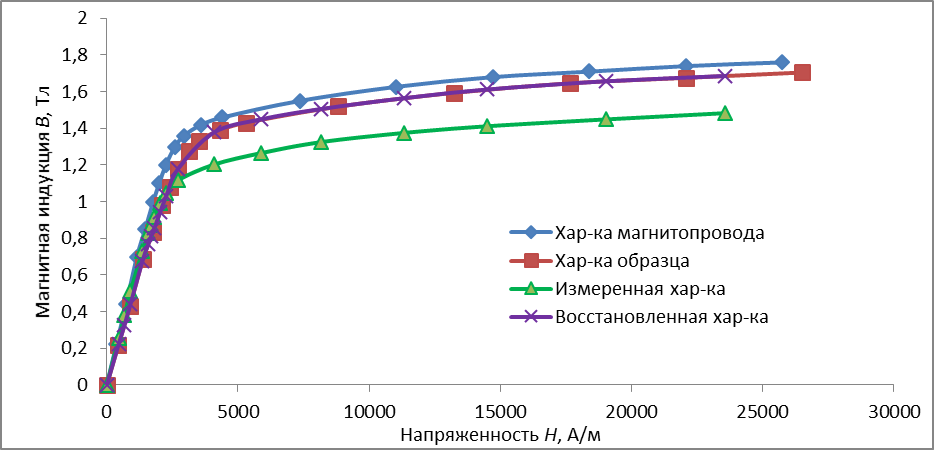 2
1,8
1,6
1,4
1,2
1
0,8
0,6
0,4
0,2
0
Магнитная индукция B, Тл
0 5000 10000 15000 20000 25000 30000
Напряженность H, А/м
Хар-ка магнитопровода
Хар-ка образца
Измеренная хар-ка
Восстановленная хар-ка